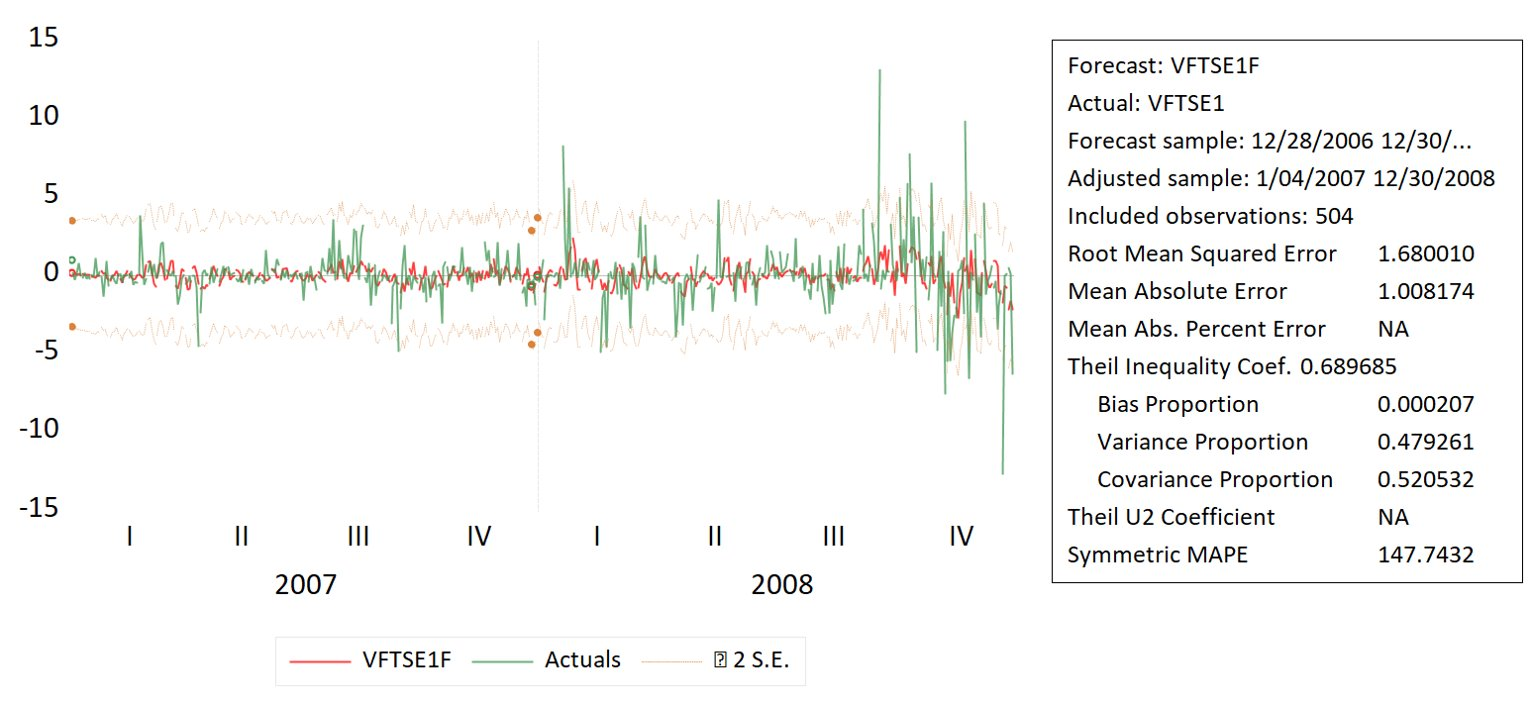 15
10
5
0
-5
-10
-15
I II III IV I II III IV
2007 2008
VFTSE1F Actuals 2 S.E.
Forecast: VFTSE1F
Actual: VFTSE1
Forecast sample: 12/28/2006 12/30/...
Adjusted sample: 1/04/2007 12/30/2008
Included observations: 504
Root Mean Squared Error 1.680010
Mean Absolute Error 1.008174
Mean Abs. Percent Error NA
Theil Inequality Coef. 0.689685
Bias Proportion 0.000207
Variance Proportion 0.479261
Covariance Proportion 0.520532
Theil U2 Coefficient NA
Symmetric MAPE 147.7432